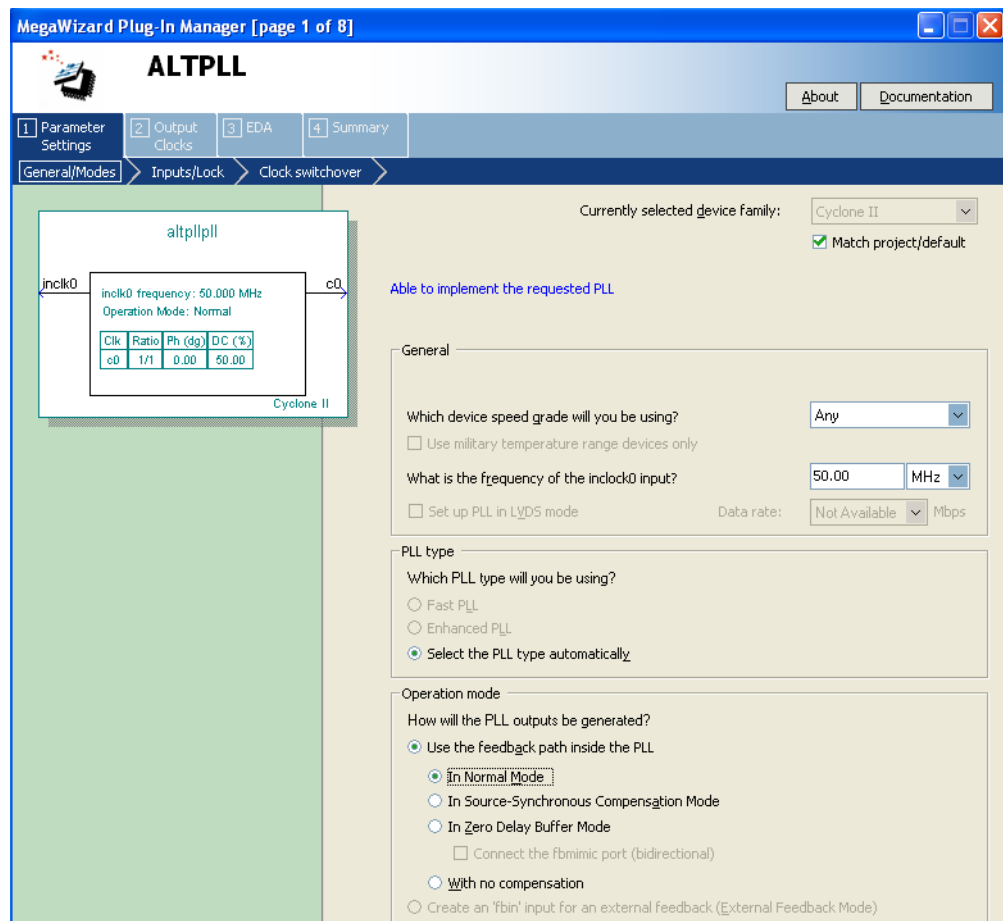 MegaWizard Plug-In Manager [page 1 of 8]
ALTPLL
About
Documentation
1 Parameter Settings
2 Output Clocks
3 EDA
4 Summary
General/Modes
Inputs/Lock
Clock switchover
Currently selected device family:
Cyclone II
Match project/default
altpllpll
inclk0
c0
inclk0 frequency: 50.000 MHz
Operation Mode: Normal
Clk Ratio Ph (dg) DC (%)
c0 1/1 0.00 50.00
Cyclone II
Able to implement the requested PLL
General
Which device speed grade will you be using?
Any
Use military temperature range devices only
What is the frequency of the inclock0 input?
50.00
MHz
Set up PLL in LVDS mode
Data rate:
Not Available
Mbps
PLL type
Which PLL type will you be using?
Fast PLL
Enhanced PLL
Select the PLL type automatically
Operation mode
How will the PLL outputs be generated?
Use the feedback path inside the PLL
In Normal Mode
In Source-Synchronous Compensation Mode
In Zero Delay Buffer Mode
Connect the fbmimic port (bidirectional)
With no compensation
Create an 'fbin' input for an external feedback (External Feedback Mode)